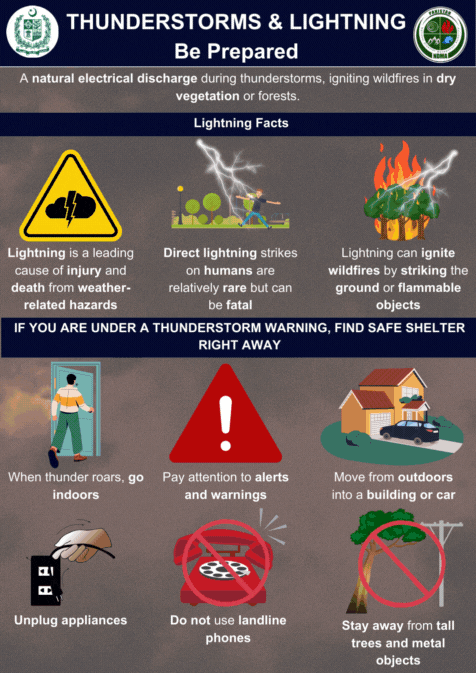 THUNDERSTORMS & LIGHTNING
Be Prepared
PAKISTAN
NDMA
A natural electrical discharge during thunderstorms, igniting wildfires in dry
vegetation or forests.
Lightning Facts
Lightning is a leading
cause of injury and
death from weather-
related hazards
Direct lightning strikes
on humans are
relatively rare but can
be fatal
Lightning can ignite
wildfires by striking the
ground or flammable
objects
IF YOU ARE UNDER A THUNDERSTORM WARNING, FIND SAFE SHELTER
RIGHT AWAY
When thunder roars, go
indoors
Pay attention to alerts
and warnings
Move from outdoors
into a building or car
Unplug appliances
Do not use landline
phones
Stay away from tall
trees and metal
objects